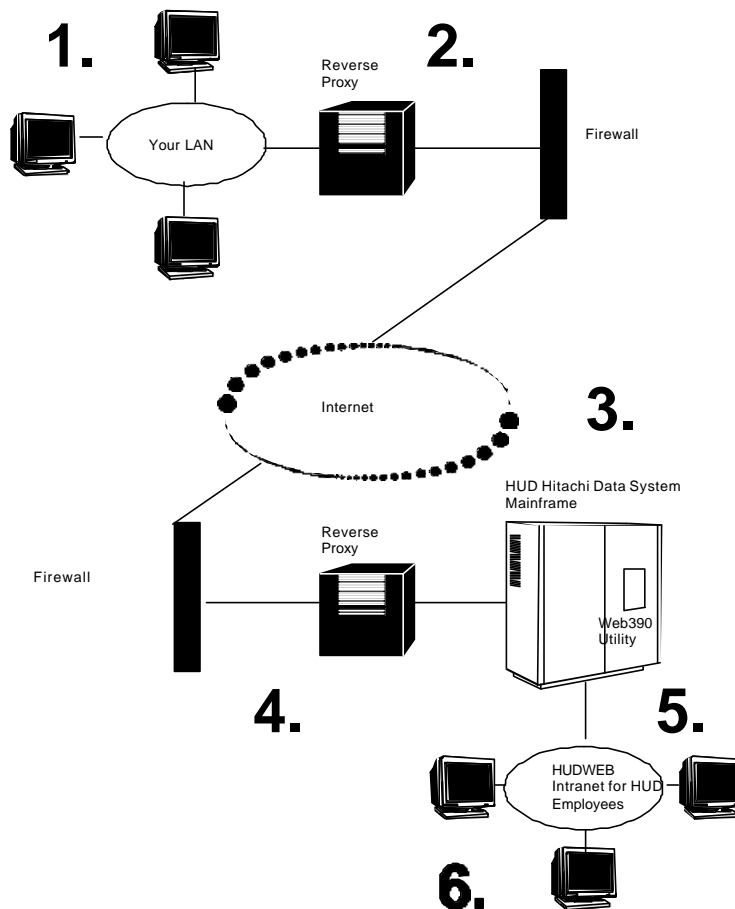 1.
2.
Reverse
Proxy
Your LAN
Firewall
Internet
3.
HUD Hitachi Data System
Mainframe
Reverse
Proxy
Firewall
Web390
Utility
4.
5.
HUDWEB
Intranet for HUD
Employees
6.